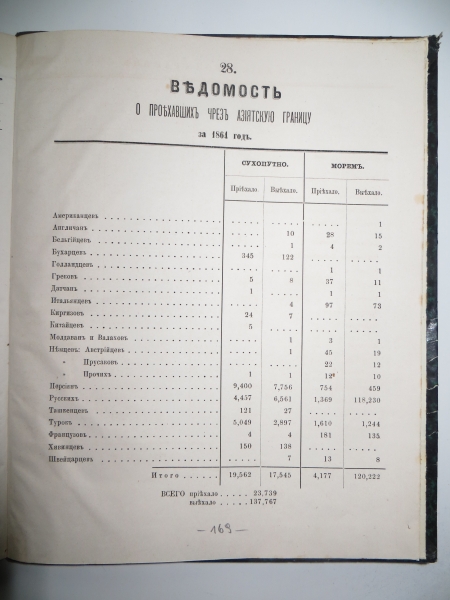 28.
ВѢДОМОСТЬ
О ПРОѢХАВШИХЪ ЧРЕЗЪ АЗІЯТСКУЮ ГРАНИЦУ
за 1864 годъ.
СУХОПУТНО. МОРЕМЪ.
Пріѣхало. Выѣхало. Пріѣхало. Выѣхало.
Американцевъ . . . . . . . . . 1
Англичанъ . . . . . 10 28 15
Бельгійцевъ . . . . . 1 4 2
Бухарцевъ 345 122 . . . . . . . .
Голландцевъ . . . . . . . . 1 1
Грековъ 5 8 37 11
Датчанъ 1 . . . . 1 1
Итальянцевъ . . . . 4 97 73
Киргизовъ 24 7 . . . . . . . .
Китайцевъ 5 . . . . . . . . . . . .
Молдаванъ и Валаховъ . . . . 1 3 1
Нѣмцевъ: Австрійцевъ . . . . 1 45 19
" Прусаковъ . . . . . . . . 22 12
" Прочихъ 1 1 12 10
Персіянъ 9,400 7,756 754 459
Русскихъ 4,457 6,561 1,369 118,230
Тушенцевъ 121 27 . . . . . . . .
Турокъ 5,049 2,897 1,610 1,244
Французовъ 4 4 181 135
Хивинцевъ 150 138 . . . . . . . .
Швейцарцевъ . . . . 7 13 8
Итого 19,562 17,545 4,177 120,222
ВСЕГО пріѣхало . . . . . 23,739
выѣхало . . . . . 137,767
— 169 —